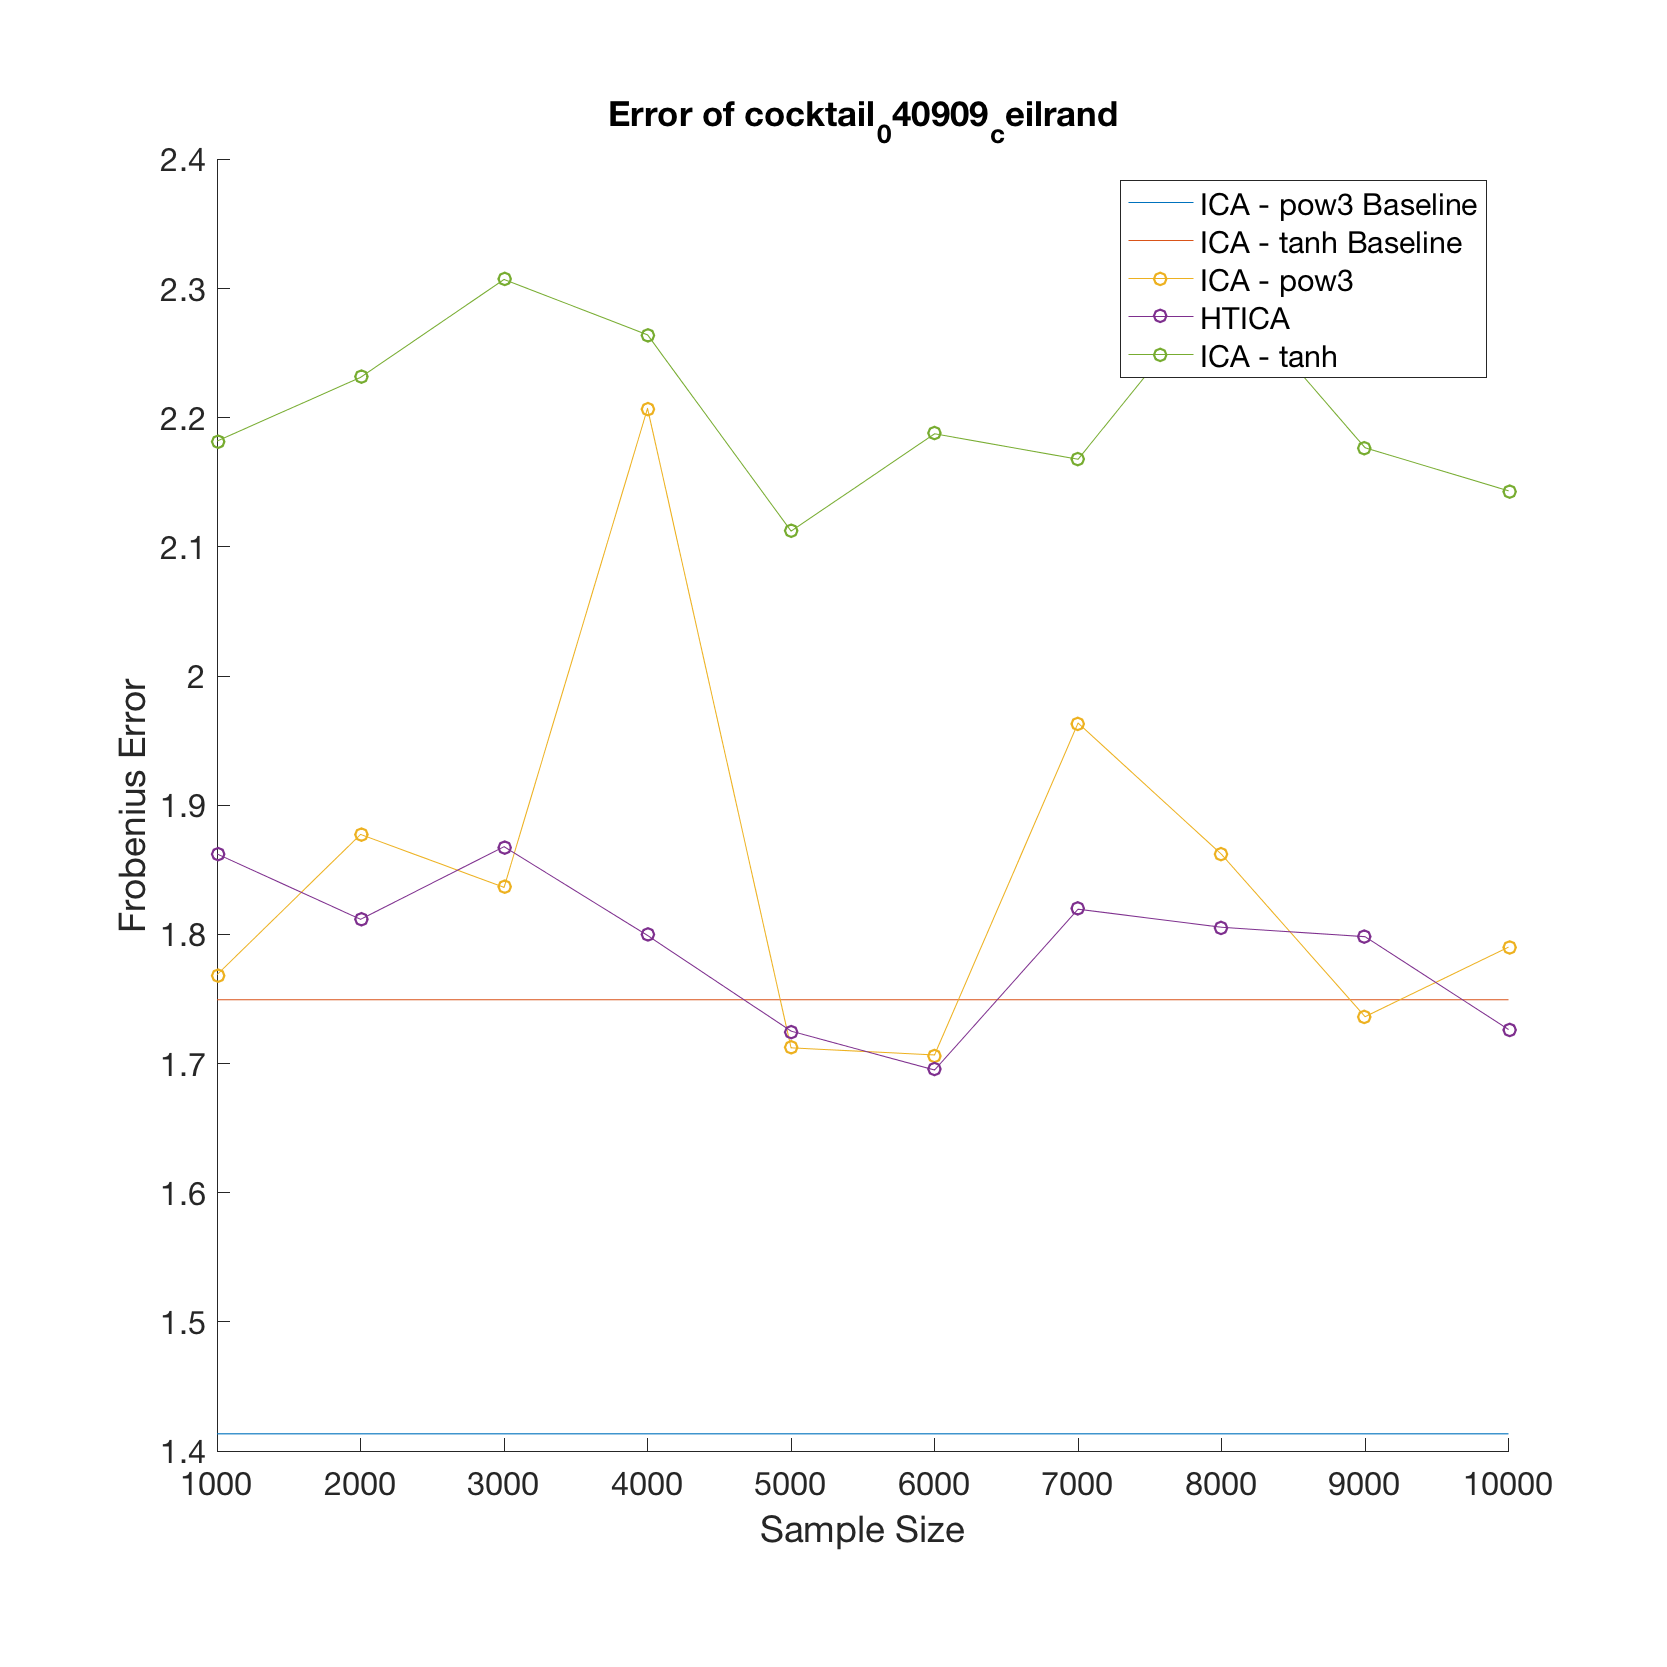 Error of cocktail_040909_ceilrand
2.4
2.3
2.2
2.1
2
1.9
1.8
1.7
1.6
1.5
1.4
Frobenius Error
ICA - pow3 Baseline
ICA - tanh Baseline
ICA - pow3
HTICA
ICA - tanh
1000 2000 3000 4000 5000 6000 7000 8000 9000 10000
Sample Size